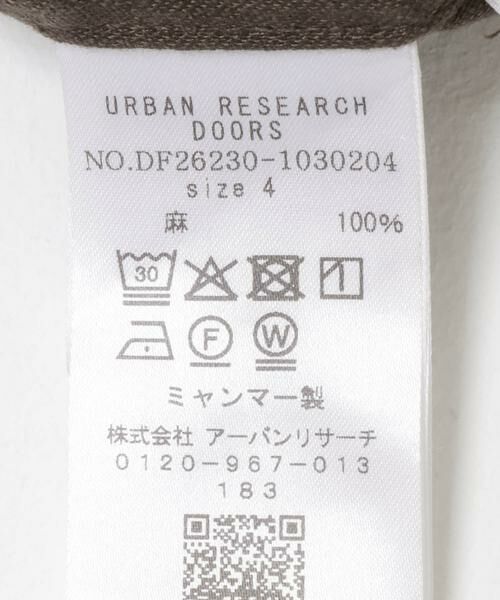 URBAN RESEARCH
DOORS
NO.DF26230-1030204
size 4
麻 100%
30
F W
ミャンマー製
株式会社 アーバンリサーチ
0120-967-013
183